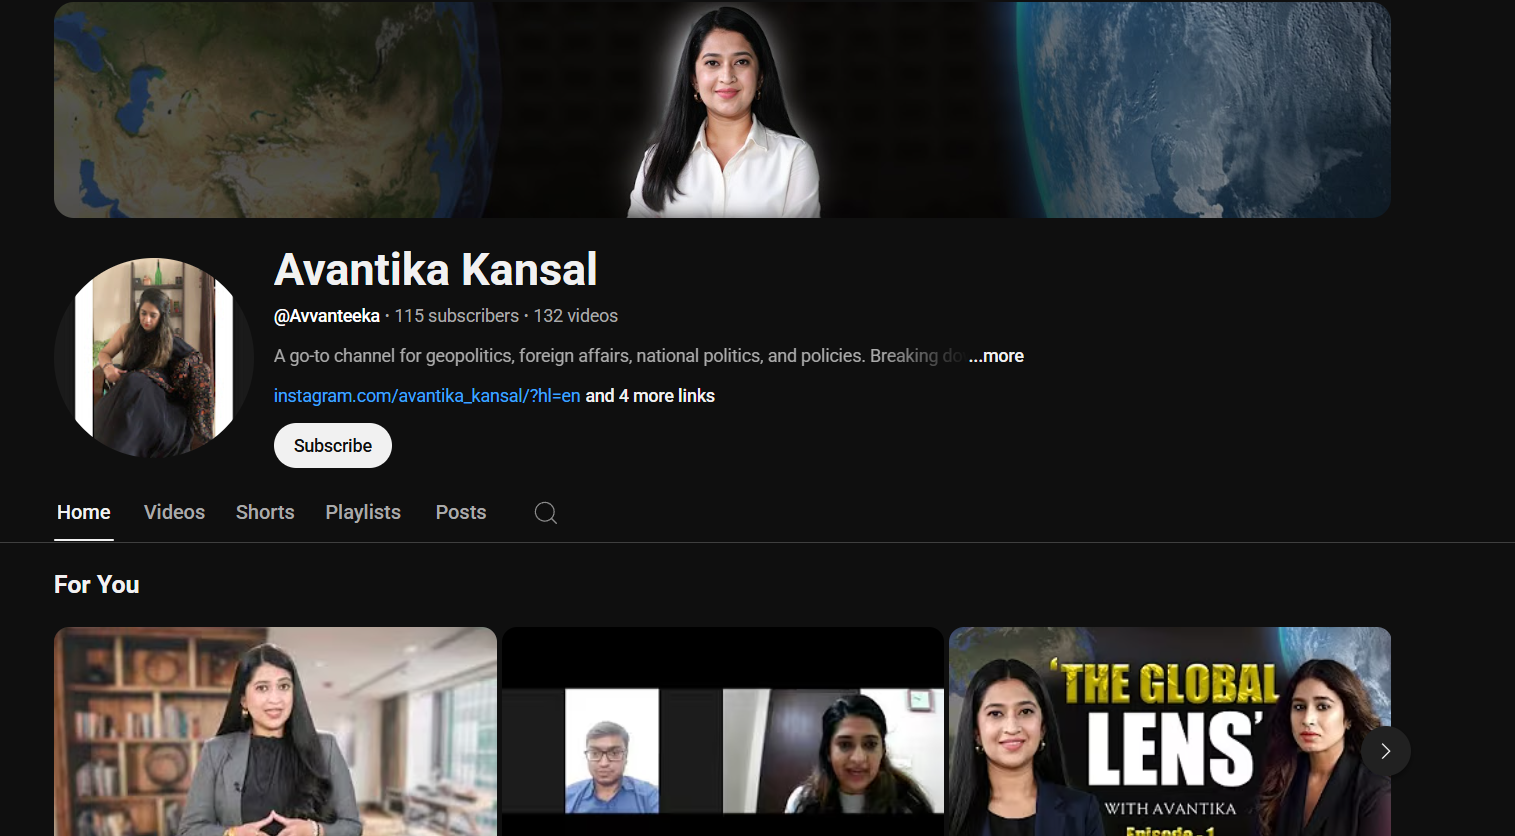 Avantika Kansal
@Avvanteeka · 115 subscribers · 132 videos
A go-to channel for geopolitics, foreign affairs, national politics, and policies. Breaking ...more
instagram.com/avantika_kansal/?hl=en and 4 more links
Subscribe
Home Videos Shorts Playlists Posts
For You
‘THE GLOBAL
LENS’
WITH AVANTIKA
Episode - 1